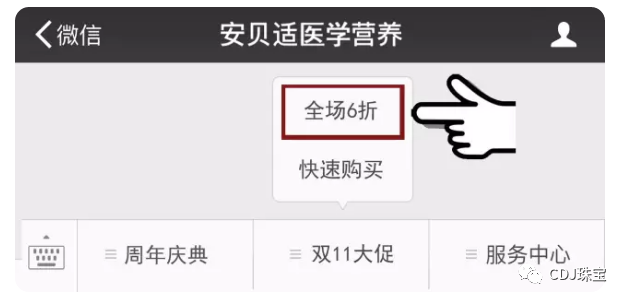 微信
安贝适医学营养
全场6折
快速购买
周年庆典
双11大促
服务中心
CDJ珠宝